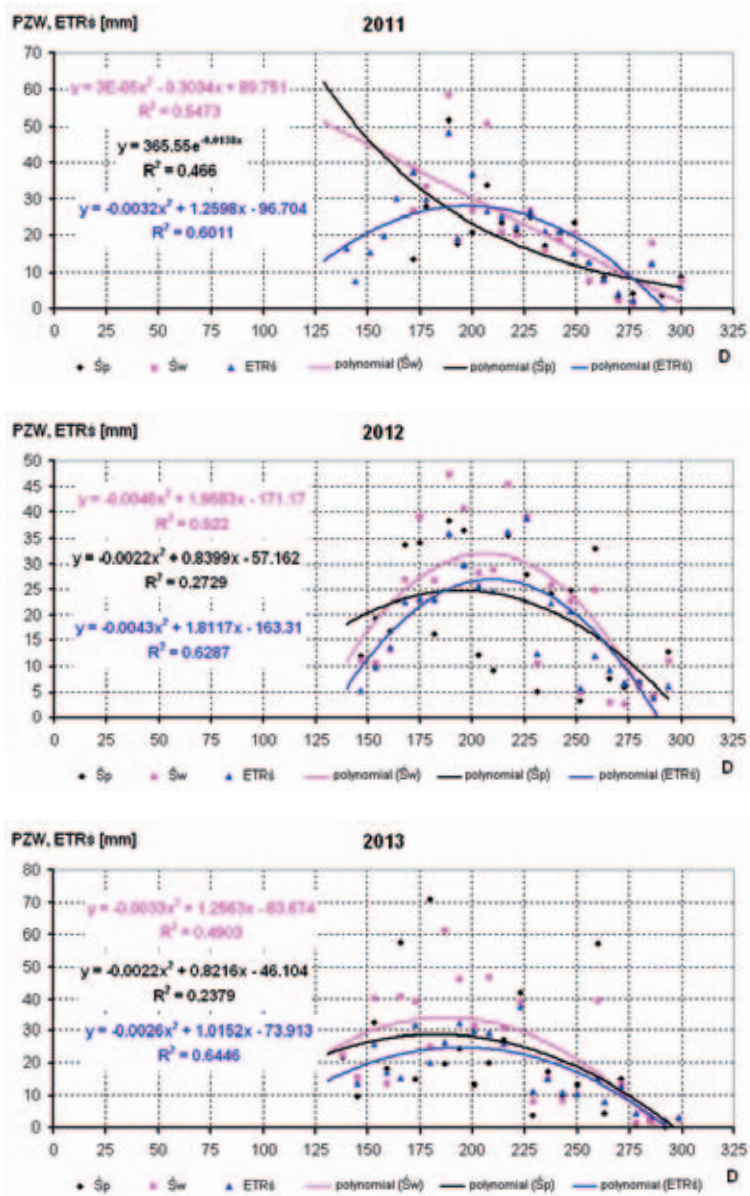 PZW, ETRś [mm] 2011
70
60
50
40
30
20
10
0
y = 3E-05x² - 0.3034x + 89.751
R² = 0.5473
y = 365.55e^-0.0138x
R² = 0.466
y = -0.0032x² + 1.2598x - 96.704
R² = 0.6011
0 25 50 75 100 125 150 175 200 225 250 275 300 325
D
Śp Św ETRś polynomial (Św) polynomial (Śp) polynomial (ETRś)
PZW, ETRś [mm] 2012
50
45
40
35
30
25
20
15
10
5
0
y = -0.0046x² + 1.9683x - 171.17
R² = 0.522
y = -0.0022x² + 0.8399x - 57.162
R² = 0.2729
y = -0.0043x² + 1.8117x - 163.31
R² = 0.6287
0 25 50 75 100 125 150 175 200 225 250 275 300 325
D
Śp Św ETRś polynomial (Św) polynomial (Śp) polynomial (ETRś)
PZW, ETRś [mm] 2013
80
70
60
50
40
30
20
10
0
y = -0.0033x² + 1.2563x - 83.674
R² = 0.4903
y = -0.0022x² + 0.8216x - 46.104
R² = 0.2379
y = -0.0026x² + 1.0152x - 73.913
R² = 0.6446
0 25 50 75 100 125 150 175 200 225 250 275 300 325
D
Śp Św ETRś polynomial (Św) polynomial (Śp) polynomial (ETRś)